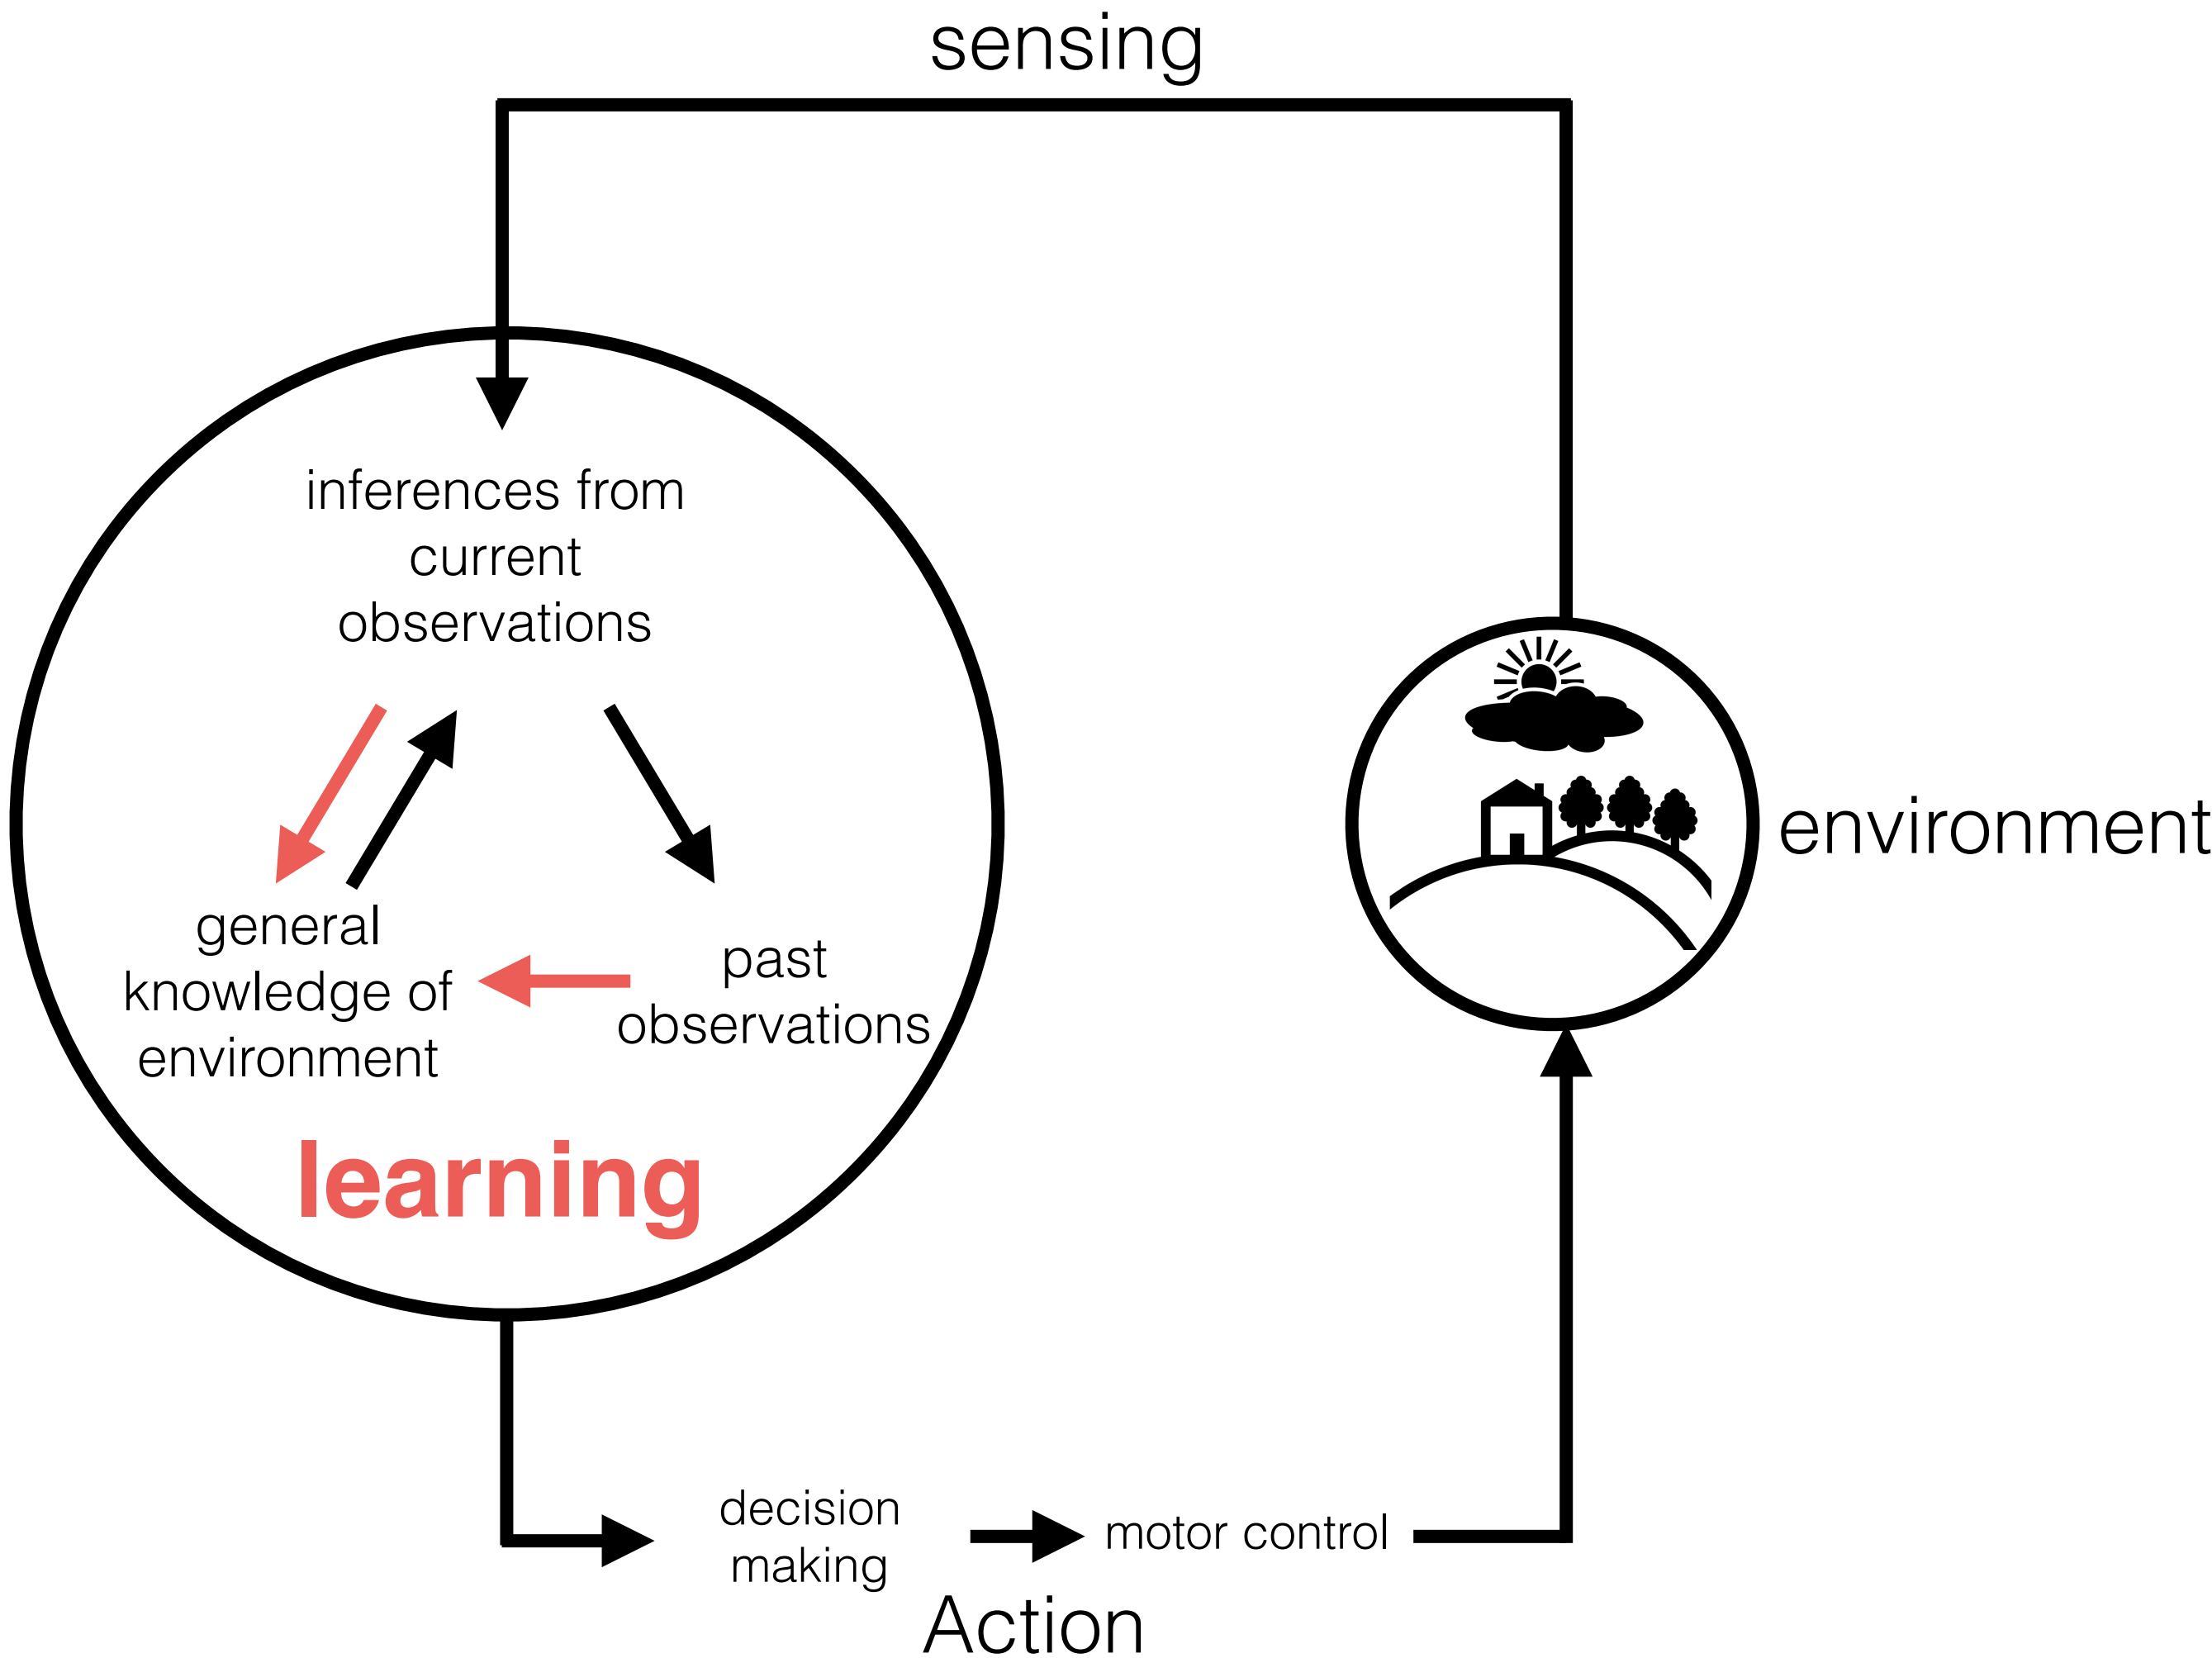 sensing
inferences from
current
observations
general
knowledge of
environment
past
observations
learning
environment
decision
making
motor control
Action